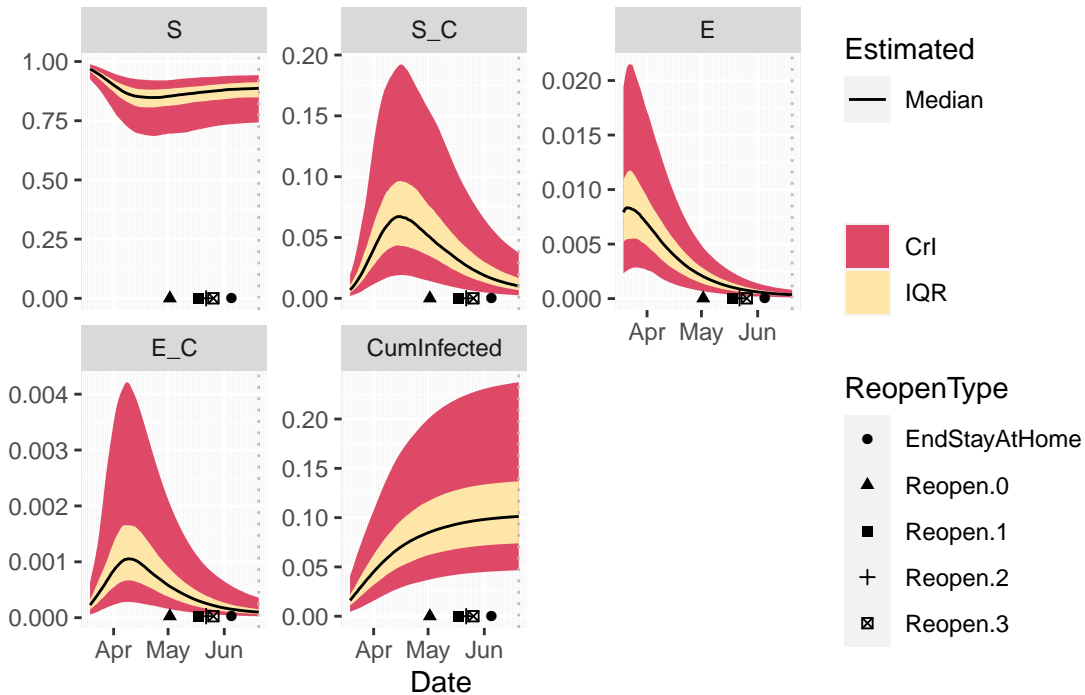 S
S_C
E
1.00
0.75
0.50
0.25
0.00
0.20
0.15
0.10
0.05
0.00
0.020
0.015
0.010
0.005
0.000
Apr May Jun
E_C
CumInfected
0.004
0.003
0.002
0.001
0.000
Apr May Jun
0.20
0.15
0.10
0.05
0.00
Apr May Jun
Date
Estimated
Median
CrI
IQR
ReopenType
EndStayAtHome
Reopen.0
Reopen.1
Reopen.2
Reopen.3